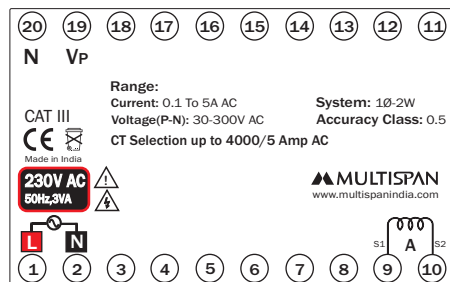 20 19 18 17 16 15 14 13 12 11
N VP
Range:
Current: 0.1 To 5A AC System: 1Ø-2W
Voltage(P-N): 30-300V AC Accuracy Class: 0.5
CT Selection up to 4000/5 Amp AC
CAT III
CE
Made in India
230V AC
50Hz,3VA
MULTISPAN
www.multispanindia.com
L N
S1 A S2
1 2 3 4 5 6 7 8 9 10